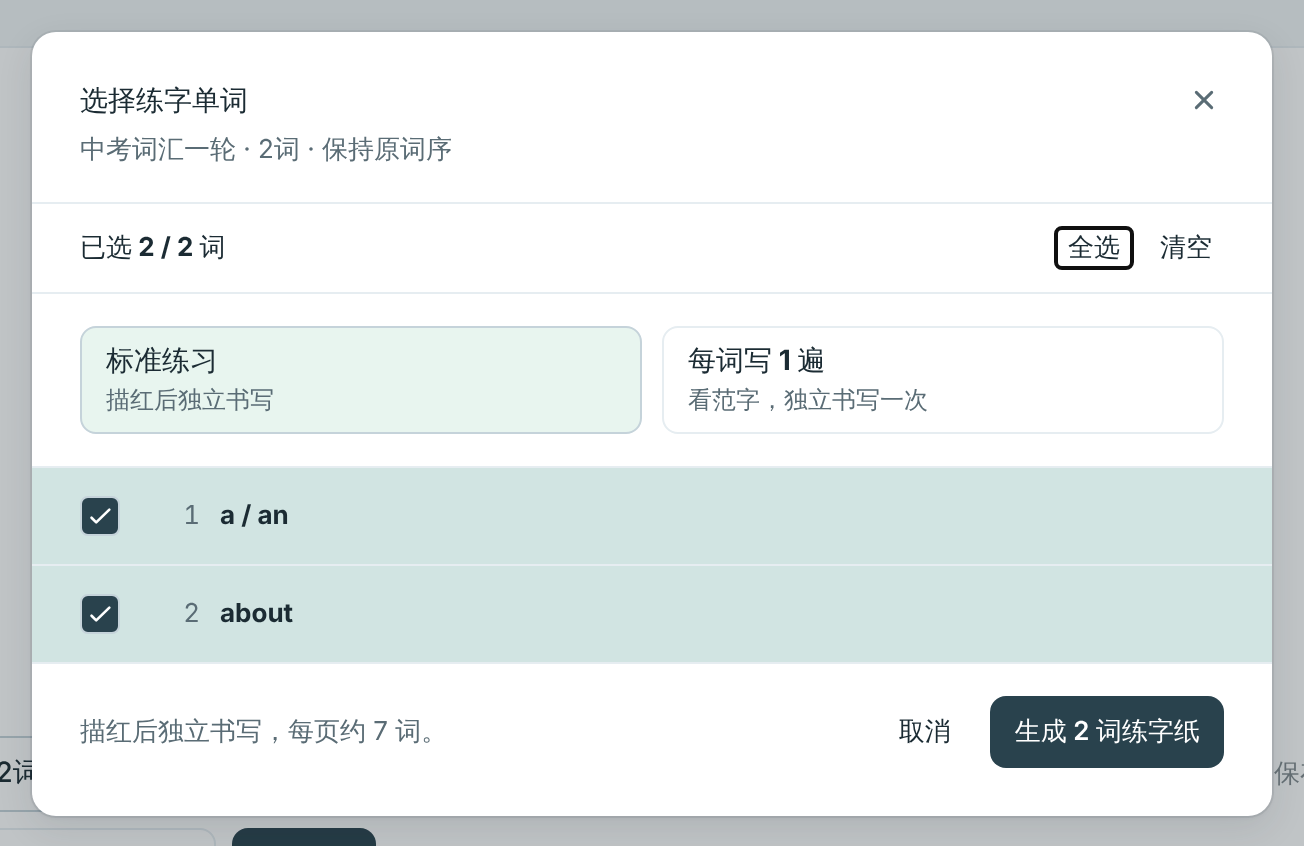 选择练字单词
中考词汇一轮 · 2词 · 保持原词序
已选 2 / 2 词
全选 清空
标准练习
描红后独立书写
每词写 1 遍
看范字，独立书写一次
1 a / an
2 about
描红后独立书写，每页约 7 词。
取消 生成 2 词练字纸
2词